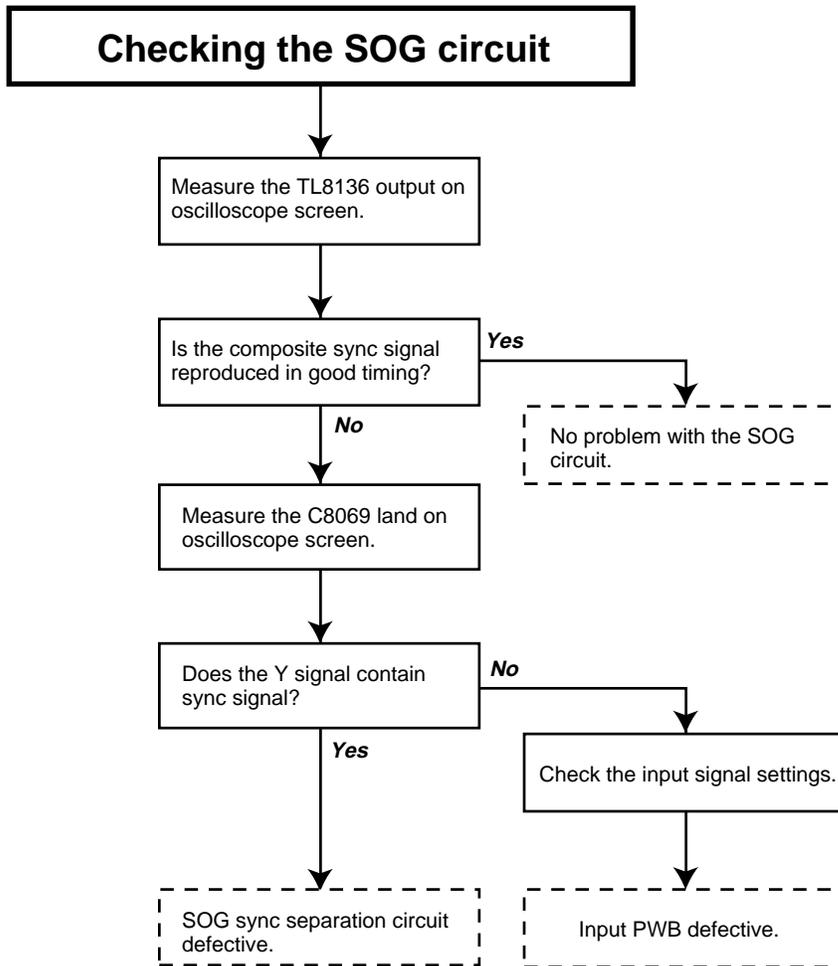 Checking the SOG circuit
Measure the TL8136 output on
oscilloscope screen.
Is the composite sync signal
reproduced in good timing?
Yes
No problem with the SOG
circuit.
No
Measure the C8069 land on
oscilloscope screen.
Does the Y signal contain
sync signal?
No
Check the input signal settings.
Yes
SOG sync separation circuit
defective.
Input PWB defective.